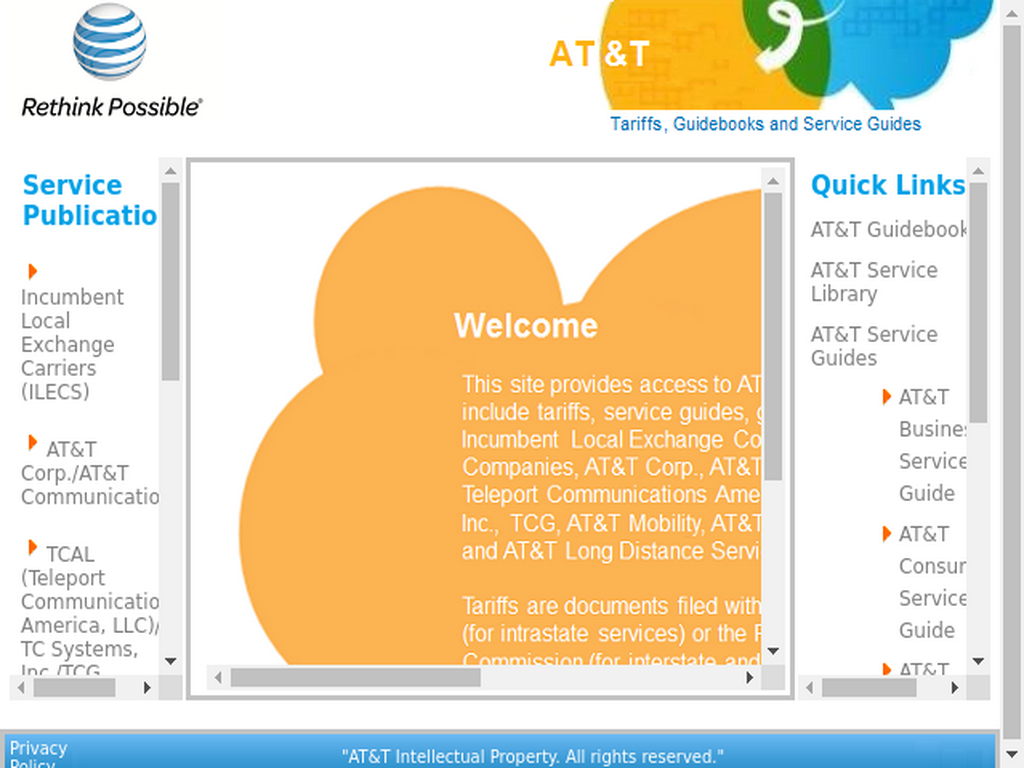 Rethink Possible®
AT&T
Tariffs, Guidebooks and Service Guides
Service
Publicatio
Incumbent
Local
Exchange
Carriers
(ILECS)
AT&T
Corp./AT&T
Communicatio
TCAL
(Teleport
Communicatio
America, LLC)/
TC Systems,
Inc./TCG
Welcome
This site provides access to AT
include tariffs, service guides, g
Incumbent Local Exchange Co
Companies, AT&T Corp., AT&T
Teleport Communications Ame
Inc., TCG, AT&T Mobility, AT&T
and AT&T Long Distance Servi
Tariffs are documents filed with
(for intrastate services) or the F
Commission (for interstate and
Quick Links
AT&T Guidebook
AT&T Service
Library
AT&T Service
Guides
AT&T
Busines
Service
Guide
AT&T
Consum
Service
Guide
AT&T
Privacy
Policy
"AT&T Intellectual Property. All rights reserved."